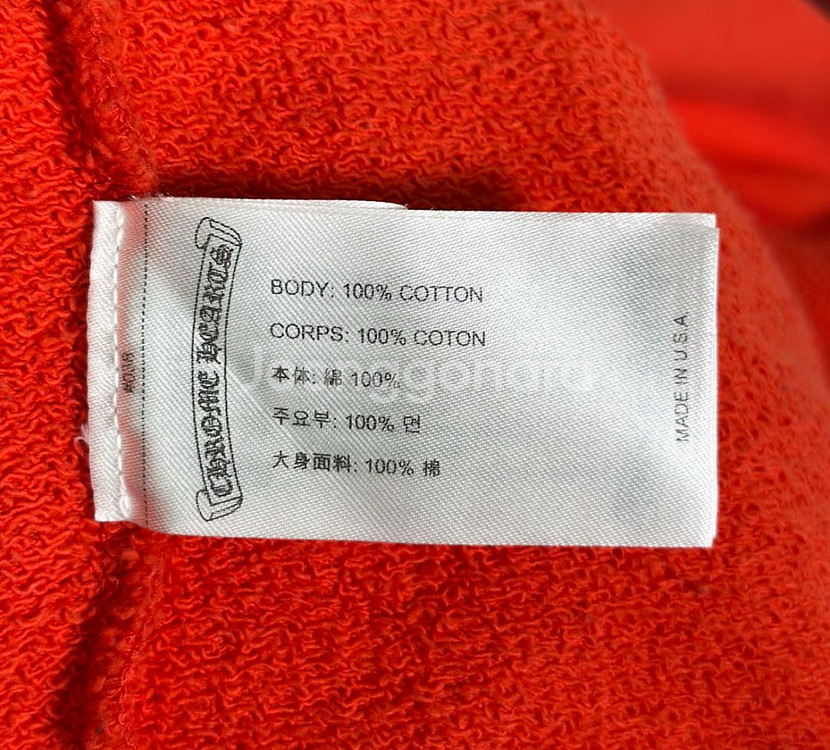 CHROME HEARTS
#038
BODY: 100% COTTON
CORPS: 100% COTON
本体: 綿 100%
주요부: 100% 면
大身面料: 100% 棉
MADE IN U.S.A.